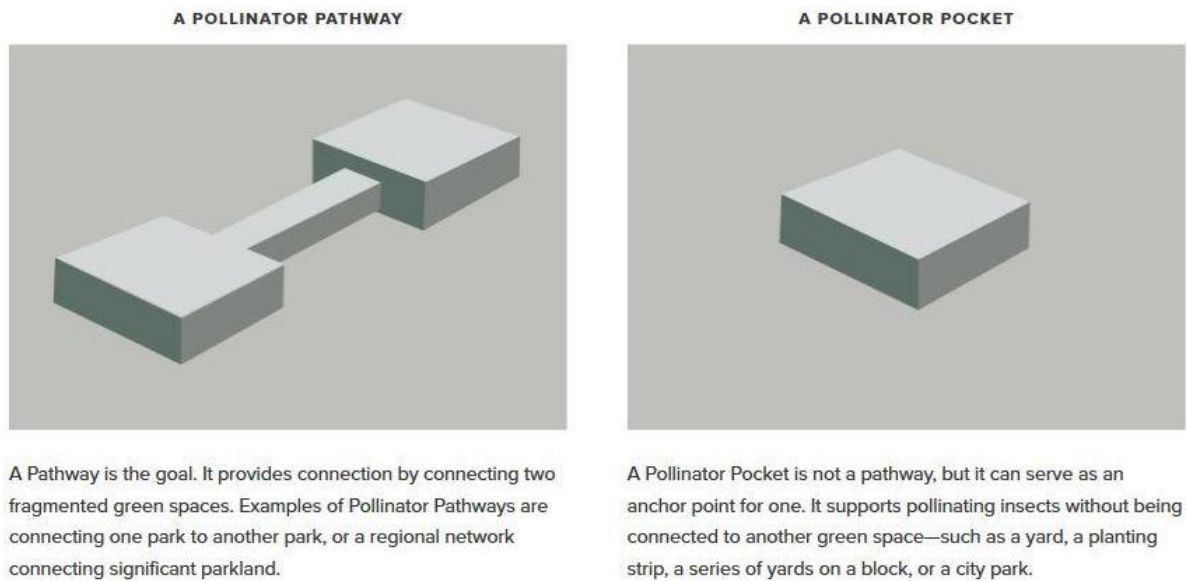 A POLLINATOR PATHWAY
A Pathway is the goal. It provides connection by connecting two
fragmented green spaces. Examples of Pollinator Pathways are
connecting one park to another park, or a regional network
connecting significant parkland.
A POLLINATOR POCKET
A Pollinator Pocket is not a pathway, but it can serve as an
anchor point for one. It supports pollinating insects without being
connected to another green space—such as a yard, a planting
strip, a series of yards on a block, or a city park.